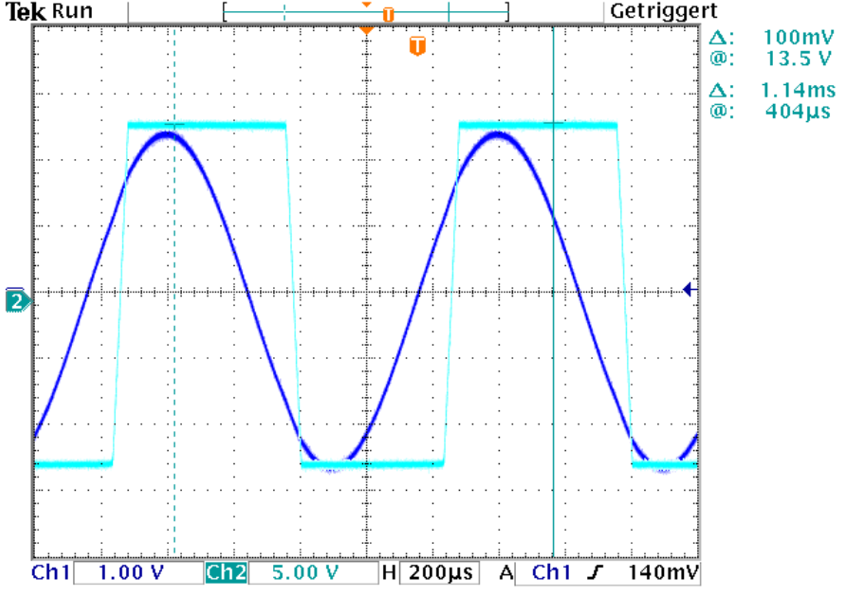 Tek Run
T
Getriggert
T
Δ: 100mV
@: 13.5 V
Δ: 1.14ms
@: 404µs
2
Ch1 1.00 V Ch2 5.00 V H 200µs A Ch1 140mV